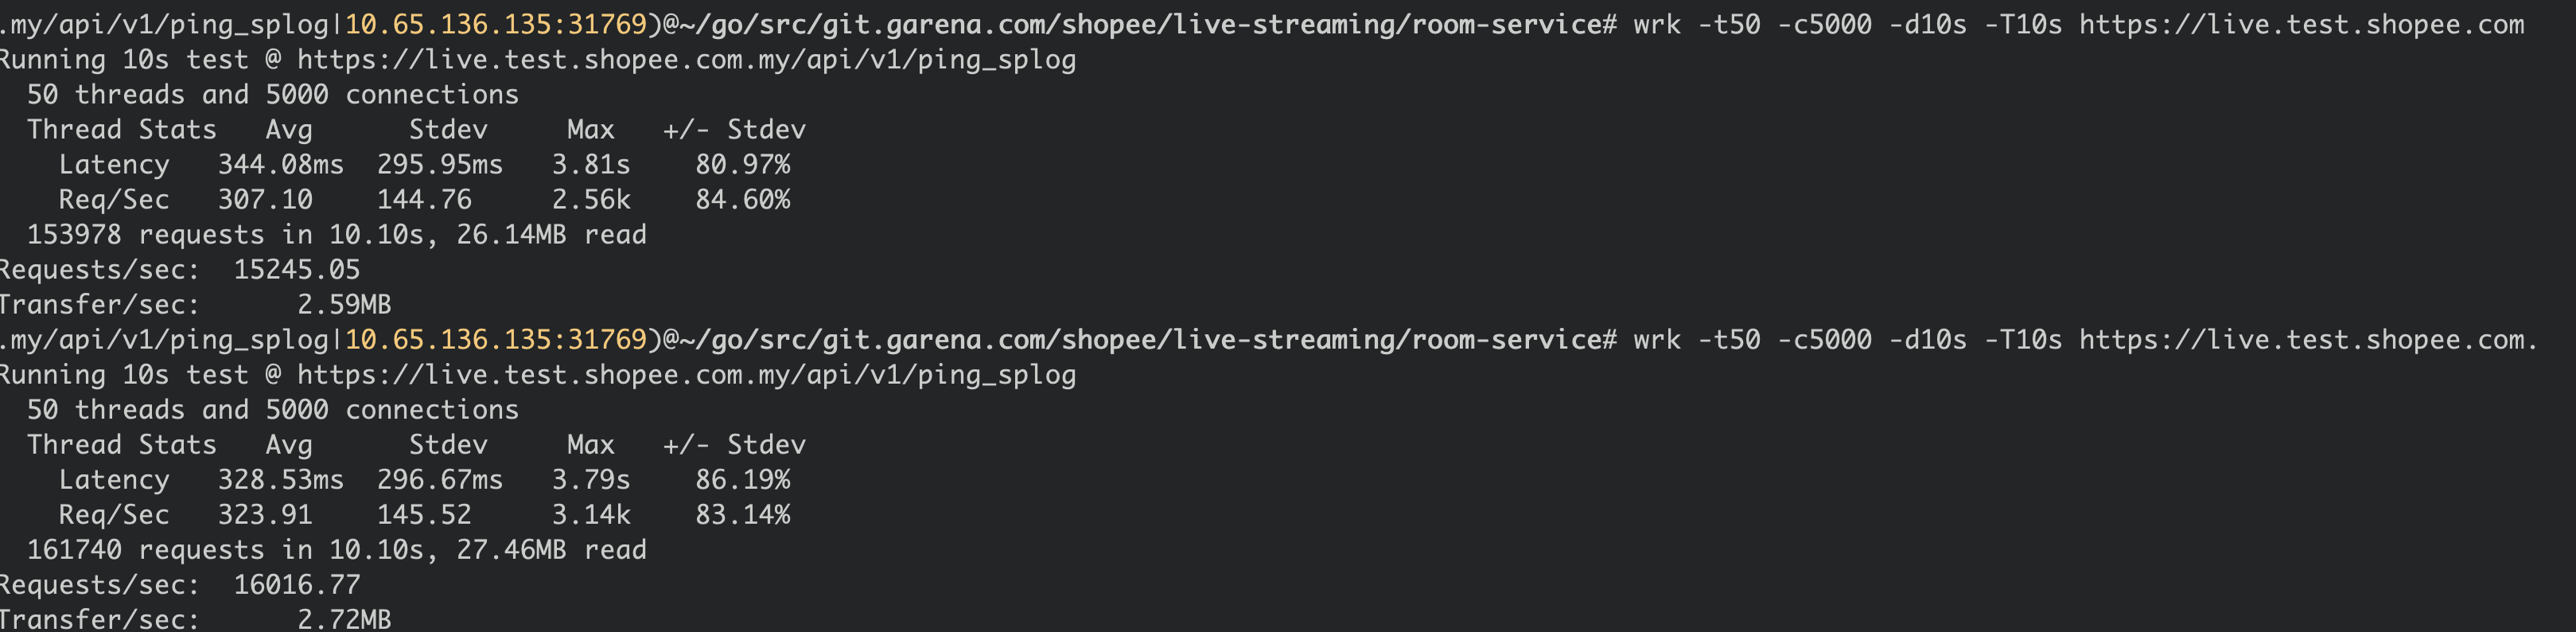 .my/api/v1/ping_splog|10.65.136.135:31769)@~/go/src/git.garena.com/shopee/live-streaming/room-service# wrk -t50 -c5000 -d10s -T10s https://live.test.shopee.com
Running 10s test @ https://live.test.shopee.com.my/api/v1/ping_splog
  50 threads and 5000 connections
  Thread Stats   Avg      Stdev     Max   +/- Stdev
    Latency   344.08ms  295.95ms   3.81s    80.97%
    Req/Sec   307.10    144.76     2.56k    84.60%
  153978 requests in 10.10s, 26.14MB read
Requests/sec:  15245.05
Transfer/sec:      2.59MB
.my/api/v1/ping_splog|10.65.136.135:31769)@~/go/src/git.garena.com/shopee/live-streaming/room-service# wrk -t50 -c5000 -d10s -T10s https://live.test.shopee.com.
Running 10s test @ https://live.test.shopee.com.my/api/v1/ping_splog
  50 threads and 5000 connections
  Thread Stats   Avg      Stdev     Max   +/- Stdev
    Latency   328.53ms  296.67ms   3.79s    86.19%
    Req/Sec   323.91    145.52     3.14k    83.14%
  161740 requests in 10.10s, 27.46MB read
Requests/sec:  16016.77
Transfer/sec:      2.72MB